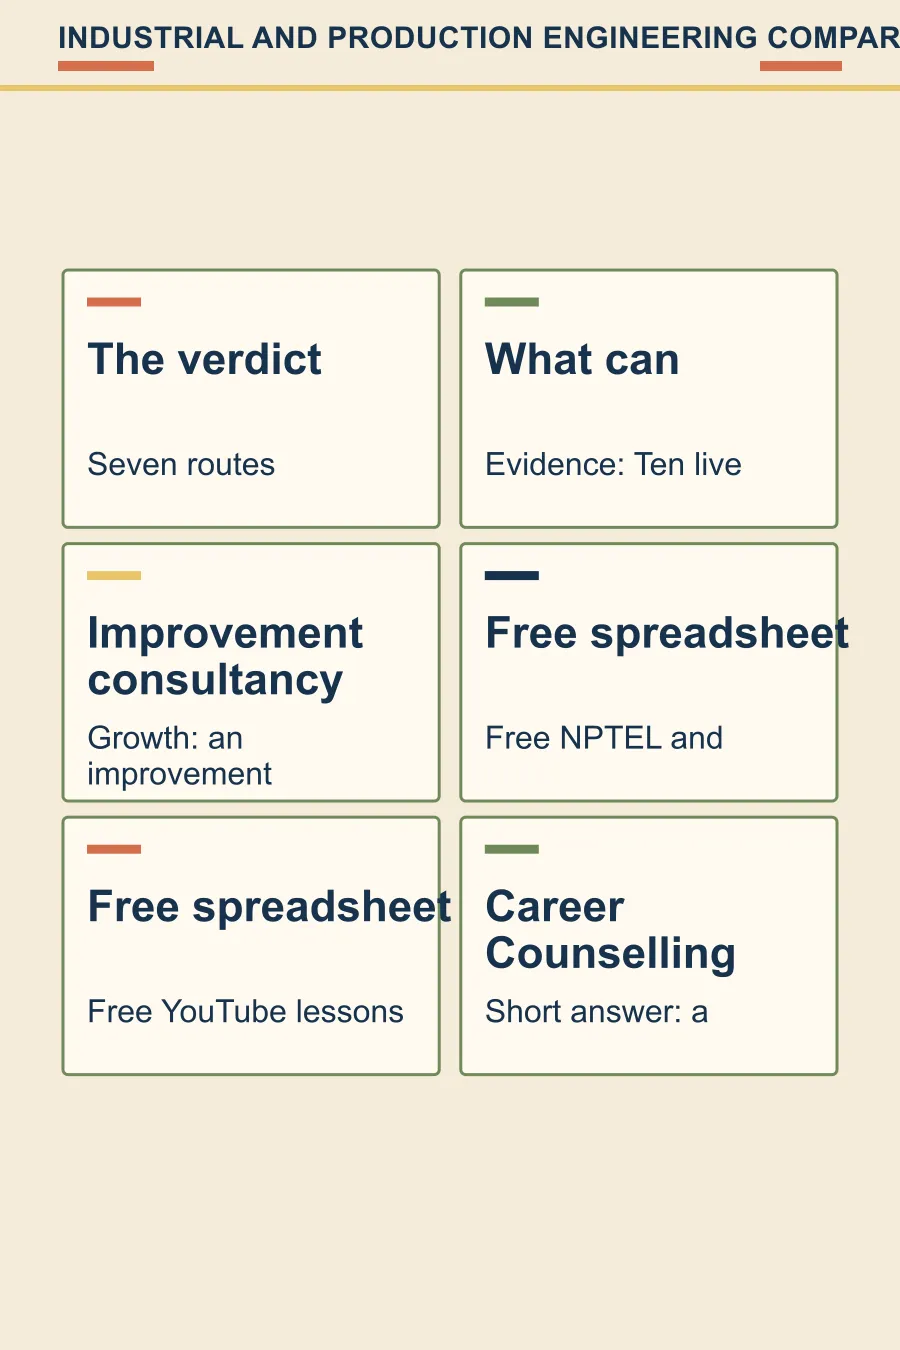 INDUSTRIAL AND PRODUCTION ENGINEERING COMPAR
The verdict
Seven routes
What can
Evidence: Ten live
Improvement
consultancy
Growth: an
improvement
Free spreadsheet
Free NPTEL and
Free spreadsheet
Free YouTube lessons
Career
Counselling
Short answer: a